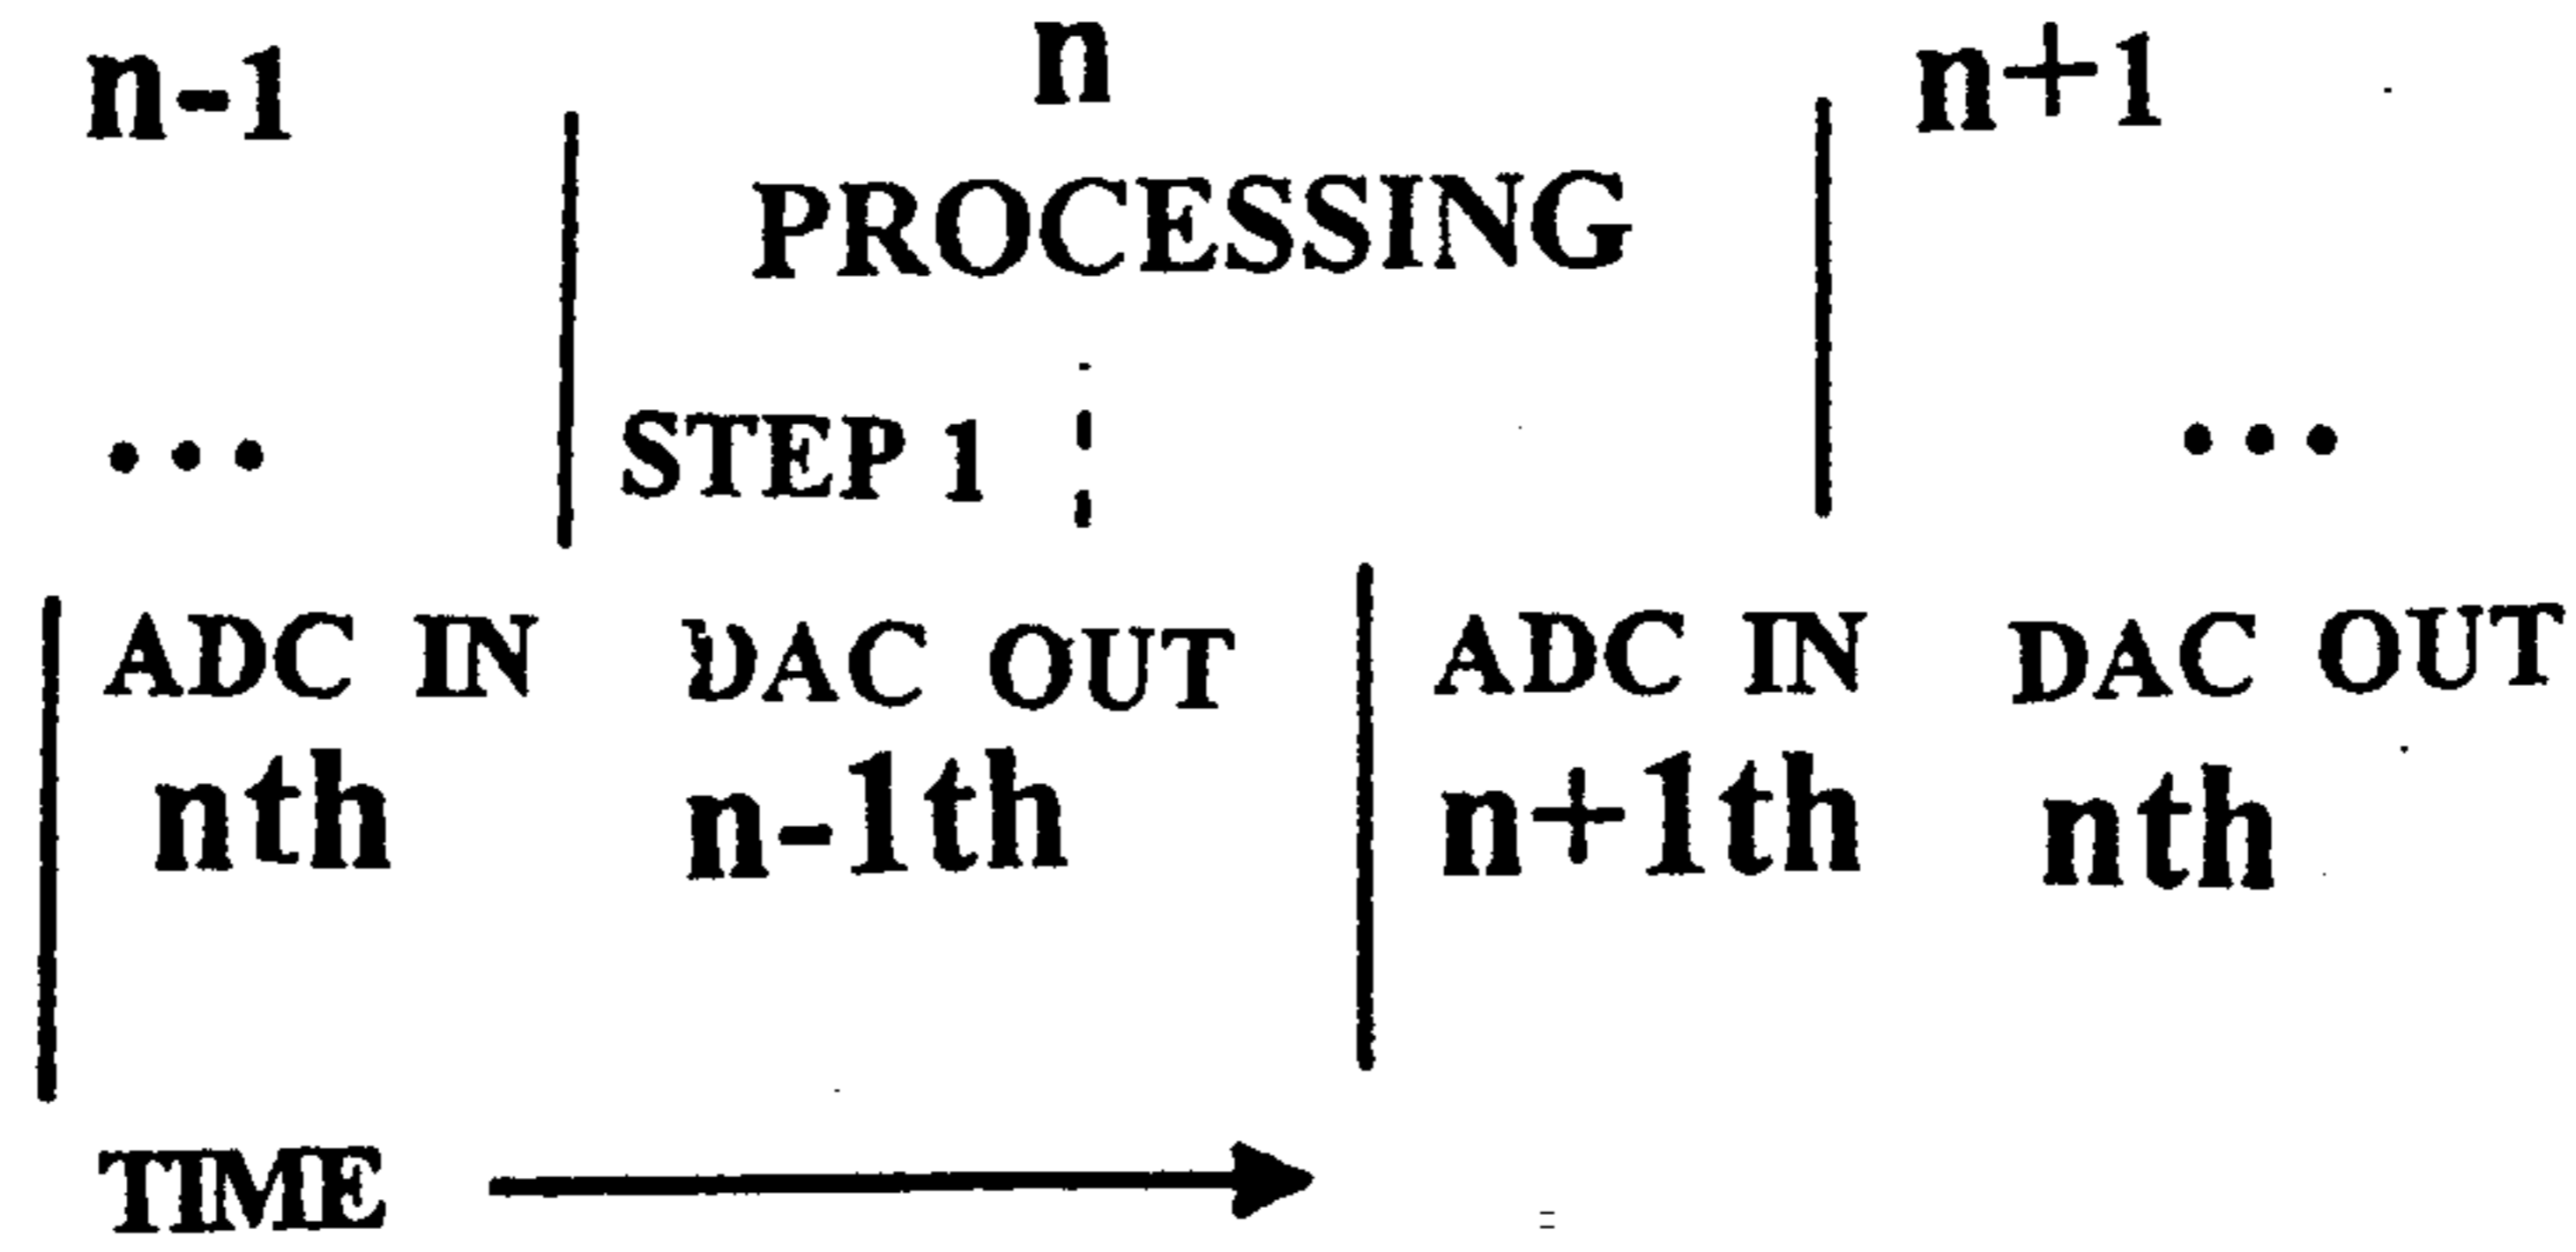 n-1 n n+1
PROCESSING
... STEP 1 ...
ADC IN DAC OUT ADC IN DAC OUT
nth n-1th n+1th nth
TIME